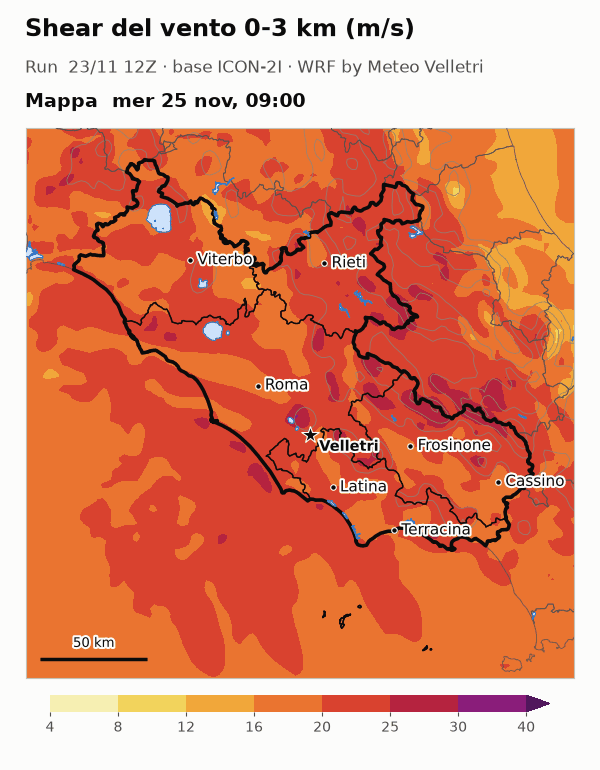 Shear del vento 0-3 km (m/s)
Run  23/11 12Z · base ICON-2I · WRF by Meteo Velletri
Mappa  mer 25 nov, 09:00
Viterbo
Rieti
Roma
Velletri
Frosinone
Cassino
Latina
Terracina
50 km
4 8 12 16 20 25 30 40